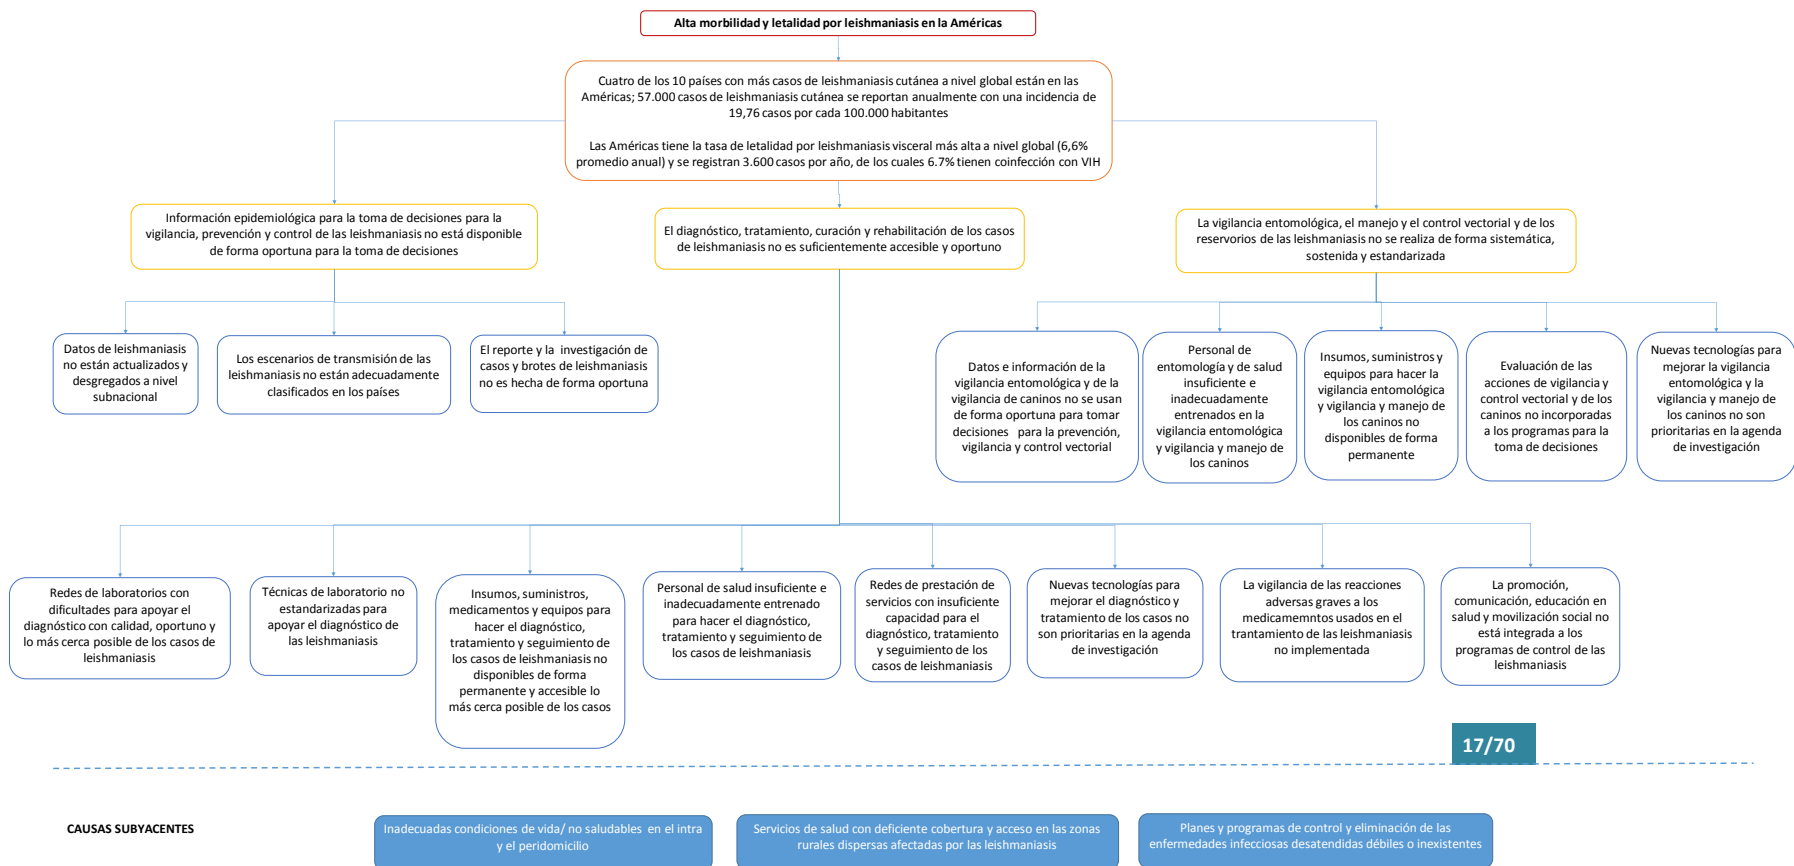 Alta morbilidad y letalidad por leishmaniasis en la Américas
Cuatro de los 10 países con más casos de leishmaniasis cutánea a nivel global están en las
Américas; 57.000 casos de leishmaniasis cutánea se reportan anualmente con una incidencia de
19,76 casos por cada 100.000 habitantes
Las Américas tiene la tasa de letalidad por leishmaniasis visceral más alta a nivel global (6,6%
promedio anual) y se registran 3.600 casos por año, de los cuales 6.7% tienen coinfección con VIH
Información epidemiológica para la toma de decisiones para la
vigilancia, prevención y control de las leishmaniasis no está disponible
de forma oportuna para la toma de decisiones
El diagnóstico, tratamiento, curación y rehabilitación de los casos
de leishmaniasis no es suficientemente accesible y oportuno
La vigilancia entomológica, el manejo y el control vectorial y de los
reservorios de las leishmaniasis no se realiza de forma sistemática,
sostenida y estandarizada
Datos de leishmaniasis
no están actualizados y
desgregados a nivel
subnacional
Los escenarios de transmisión de las
leishmaniasis no están adecuadamente
clasificados en los países
El reporte y la investigación de
casos y brotes de leishmaniasis
no es hecha de forma oportuna
Datos e información de la
vigilancia entomológica y de la
vigilancia de caninos no se usan
de forma oportuna para tomar
decisiones para la prevención,
vigilancia y control vectorial
Personal de
entomología y de salud
insuficiente e
inadecuadamente
entrenados en la
vigilancia entomológica
y vigilancia y manejo de
los caninos
Insumos, suministros y
equipos para hacer la
vigilancia entomológica
y vigilancia y manejo de
los caninos no
disponibles de forma
permanente
Evaluación de las
acciones de vigilancia y
control vectorial y de los
caninos no incorporadas
a los programas para la
toma de decisiones
Nuevas tecnologías para
mejorar la vigilancia
entomológica y la
vigilancia y manejo de
los caninos no son
prioritarias en la agenda
de investigación
Redes de laboratorios con
dificultades para apoyar el
diagnóstico con calidad, oportuno y
lo más cerca posible de los casos de
leishmaniasis
Técnicas de laboratorio no
estandarizadas para
apoyar el diagnóstico de
las leishmaniasis
Insumos, suministros,
medicamentos y equipos para
hacer el diagnóstico,
tratamiento y seguimiento de
los casos de leishmaniasis no
disponibles de forma
permanente y accesible lo
más cerca posible de los casos
Personal de salud insuficiente e
inadecuadamente entrenado
para hacer el diagnóstico,
tratamiento y seguimiento de
los casos de leishmaniasis
Redes de prestación de
servicios con insuficiente
capacidad para el
diagnóstico, tratamiento
y seguimiento de los
casos de leishmaniasis
Nuevas tecnologías para
mejorar el diagnóstico y
tratamiento de los casos no
son prioritarias en la agenda
de investigación
La vigilancia de las reacciones
adversas graves a los
medicamemntos usados en el
trantamiento de las leishmaniasis
no implementada
La promoción,
comunicación, educación en
salud y movilización social no
está integrada a los
programas de control de las
leishmaniasis
17/70
CAUSAS SUBYACENTES
Inadecuadas condiciones de vida/ no saludables en el intra
y el peridomicilio
Servicios de salud con deficiente cobertura y acceso en las zonas
rurales dispersas afectadas por las leishmaniasis
Planes y programas de control y eliminación de las
enfermedades infecciosas desatendidas débiles o inexistentes